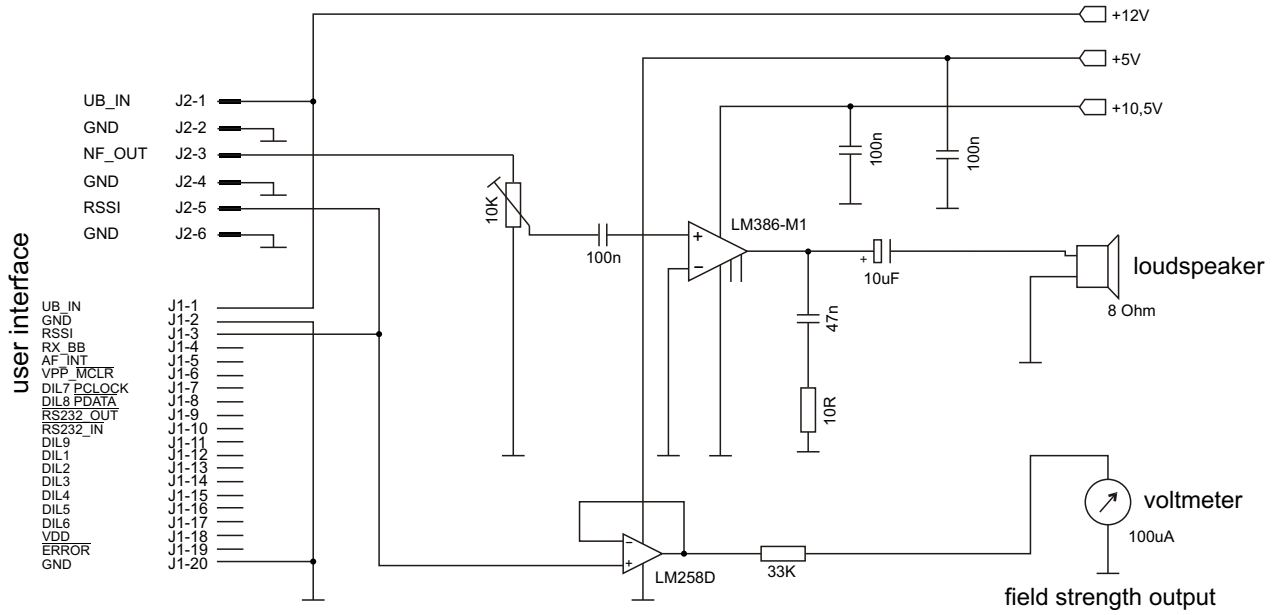 +12V
+5V
UB_IN J2-1
+10,5V
GND J2-2
NF_OUT J2-3
100n
100n
GND J2-4
10K
RSSI J2-5
LM386-M1
GND J2-6
+
−
100n
+
10uF
loudspeaker
8 Ohm
user interface
UB_IN J1-1
GND J1-2
RSSI J1-3
47n
RX_BB J1-4
AF_INT J1-5
VPP_MCLR J1-6
DIL7 PCLOCK J1-7
DIL8 PDATA J1-8
10R
RS232_OUT J1-9
RS232_IN J1-10
DIL9 J1-11
DIL1 J1-12
DIL2 J1-13
DIL3 J1-14
DIL4 J1-15
DIL5 J1-16
DIL6 J1-17
VDD J1-18
ERROR J1-19
GND J1-20
−
+
LM258D
33K
voltmeter
100uA
field strength output